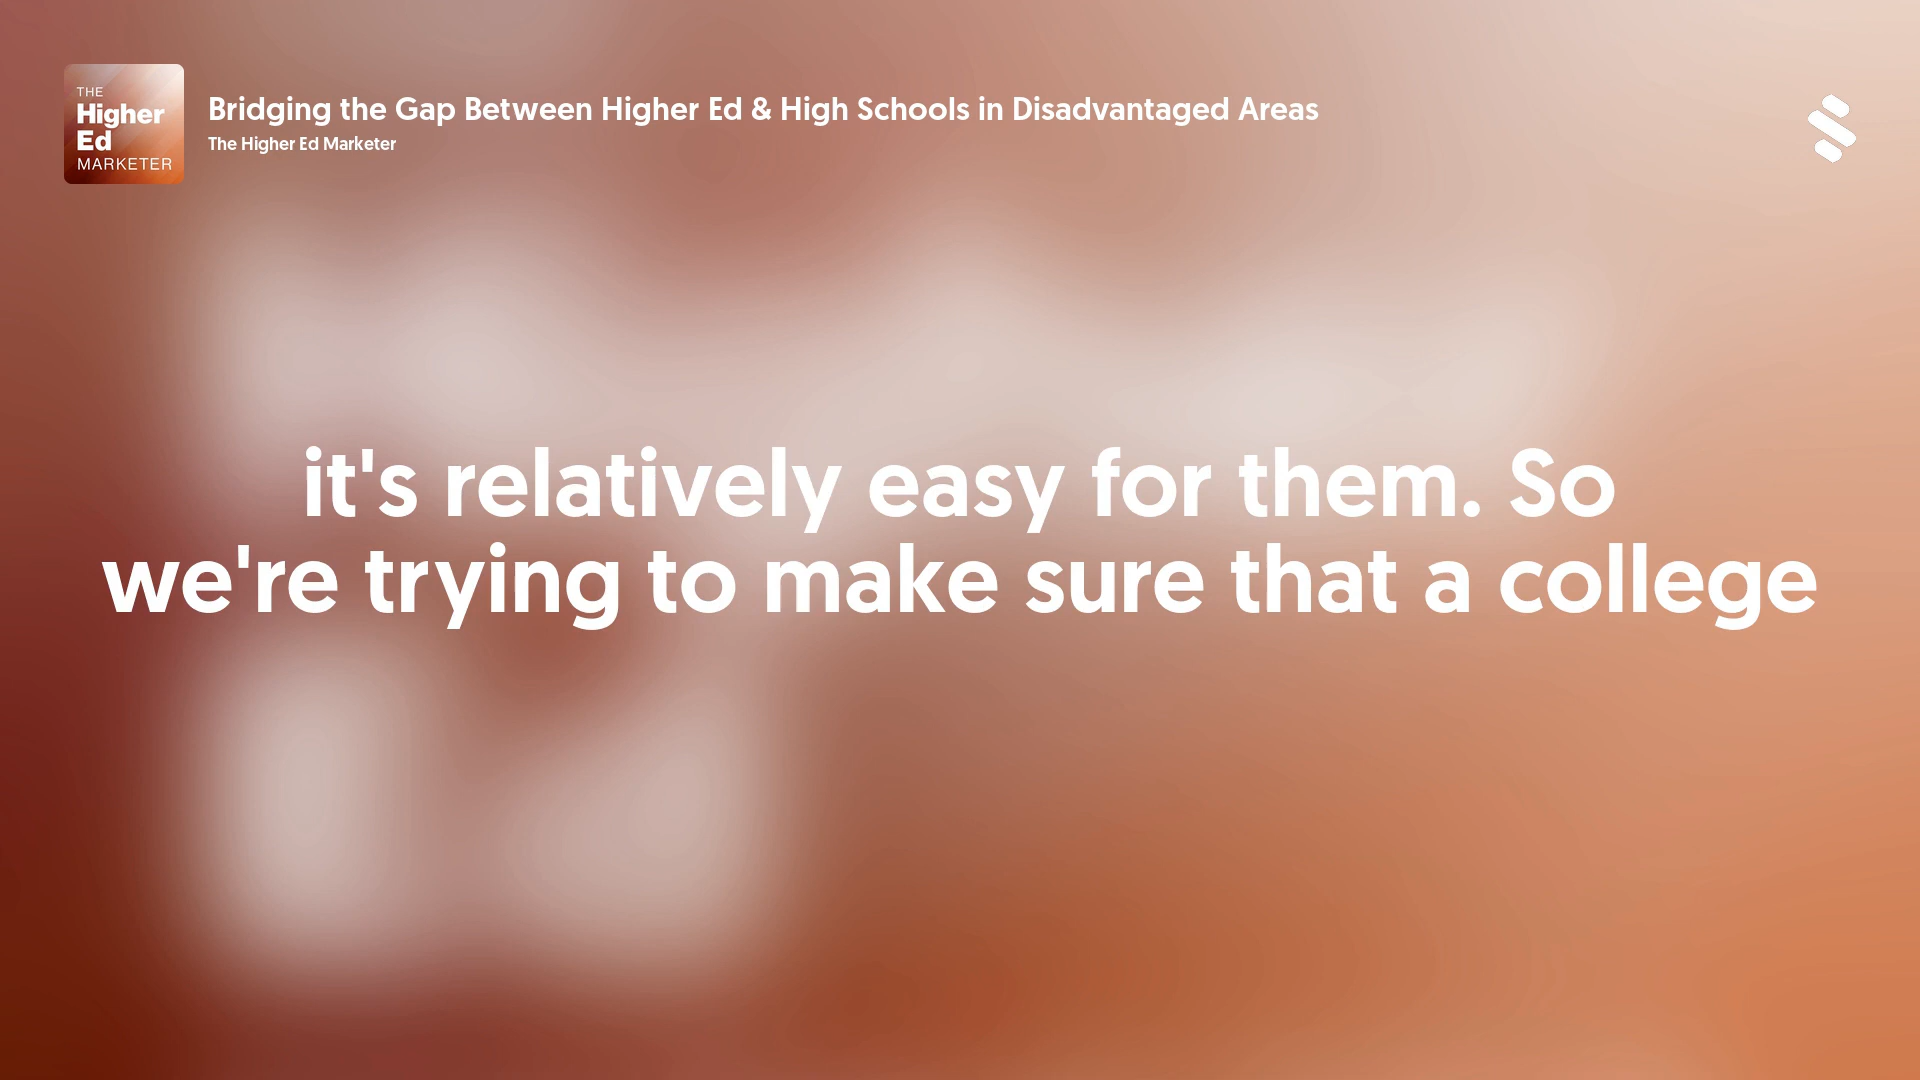 THE
Higher
Ed
MARKETER
Bridging the Gap Between Higher Ed & High Schools in Disadvantaged Areas
The Higher Ed Marketer
it's relatively easy for them. So
we're trying to make sure that a college